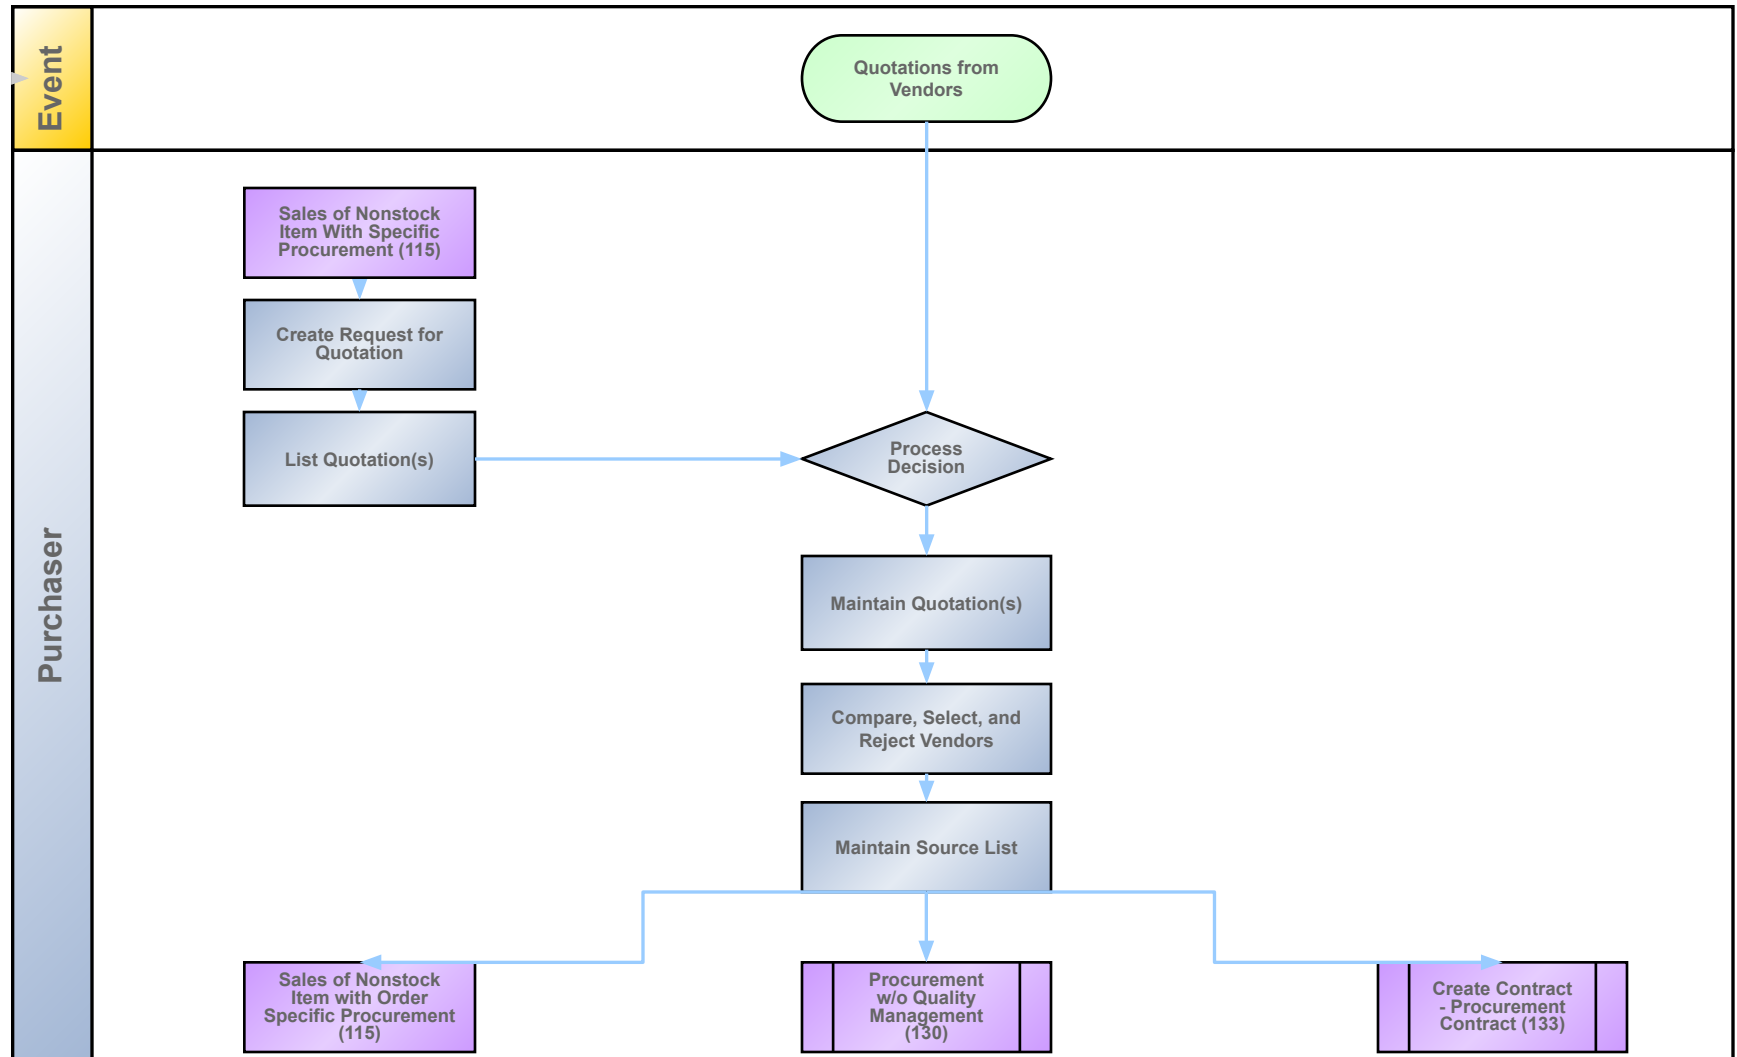 Event
Quotations from
Vendors
Purchaser
Sales of Nonstock
Item With Specific
Procurement (115)
Create Request for
Quotation
List Quotation(s)
Process
Decision
Maintain Quotation(s)
Compare, Select, and
Reject Vendors
Maintain Source List
Sales of Nonstock
Item with Order
Specific Procurement
(115)
Procurement
w/o Quality
Management
(130)
Create Contract
- Procurement
Contract (133)